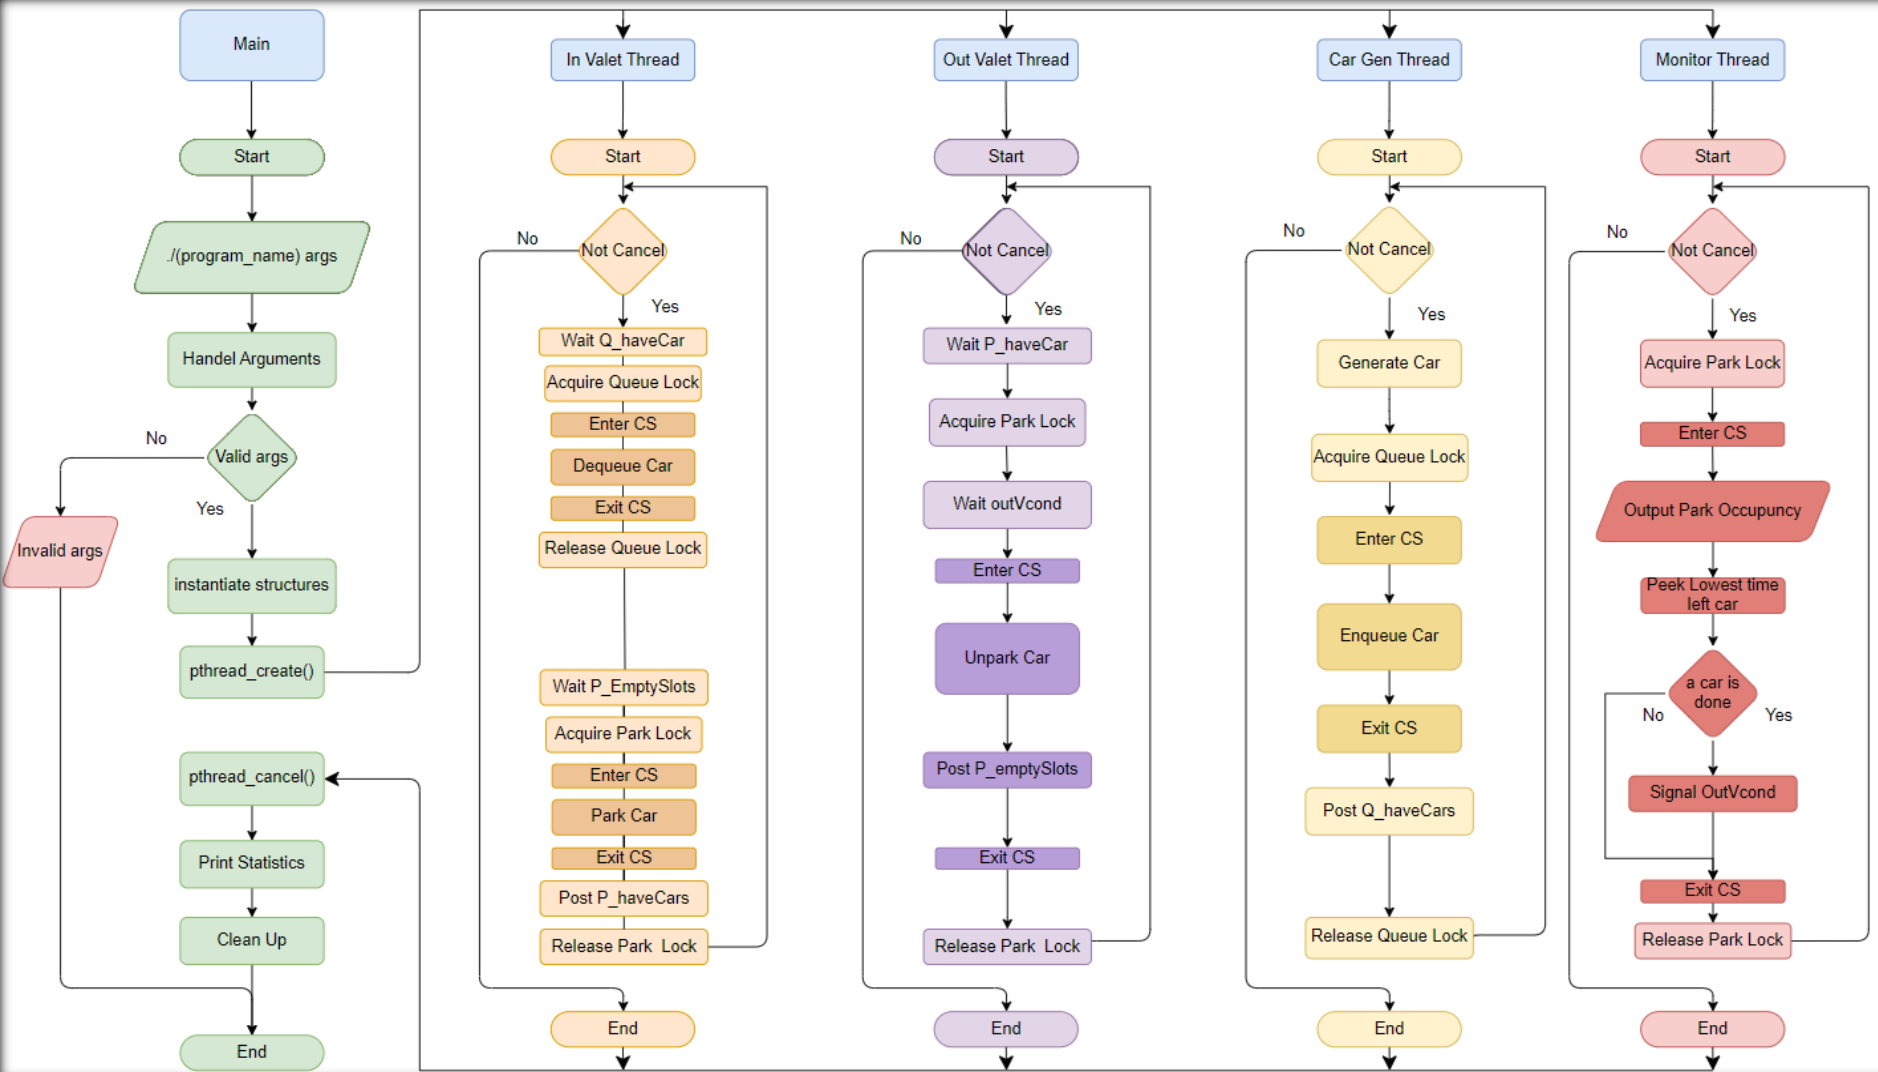 Main
Start
./(program_name) args
Handel Arguments
Valid args
No
Yes
Invalid args
instantiate structures
pthread_create()
pthread_cancel()
Print Statistics
Clean Up
End
In Valet Thread
Start
Not Cancel
No
Yes
Wait Q_haveCar
Acquire Queue Lock
Enter CS
Dequeue Car
Exit CS
Release Queue Lock
Wait P_EmptySlots
Acquire Park Lock
Enter CS
Park Car
Exit CS
Post P_haveCars
Release Park Lock
End
Out Valet Thread
Start
Not Cancel
No
Yes
Wait P_haveCar
Acquire Park Lock
Wait outVcond
Enter CS
Unpark Car
Post P_emptySlots
Exit CS
Release Park Lock
End
Car Gen Thread
Start
Not Cancel
No
Yes
Generate Car
Acquire Queue Lock
Enter CS
Enqueue Car
Exit CS
Post Q_haveCars
Release Queue Lock
End
Monitor Thread
Start
Not Cancel
No
Yes
Acquire Park Lock
Enter CS
Output Park Occupuncy
Peek Lowest time
left car
a car is
done
No
Yes
Signal OutVcond
Exit CS
Release Park Lock
End